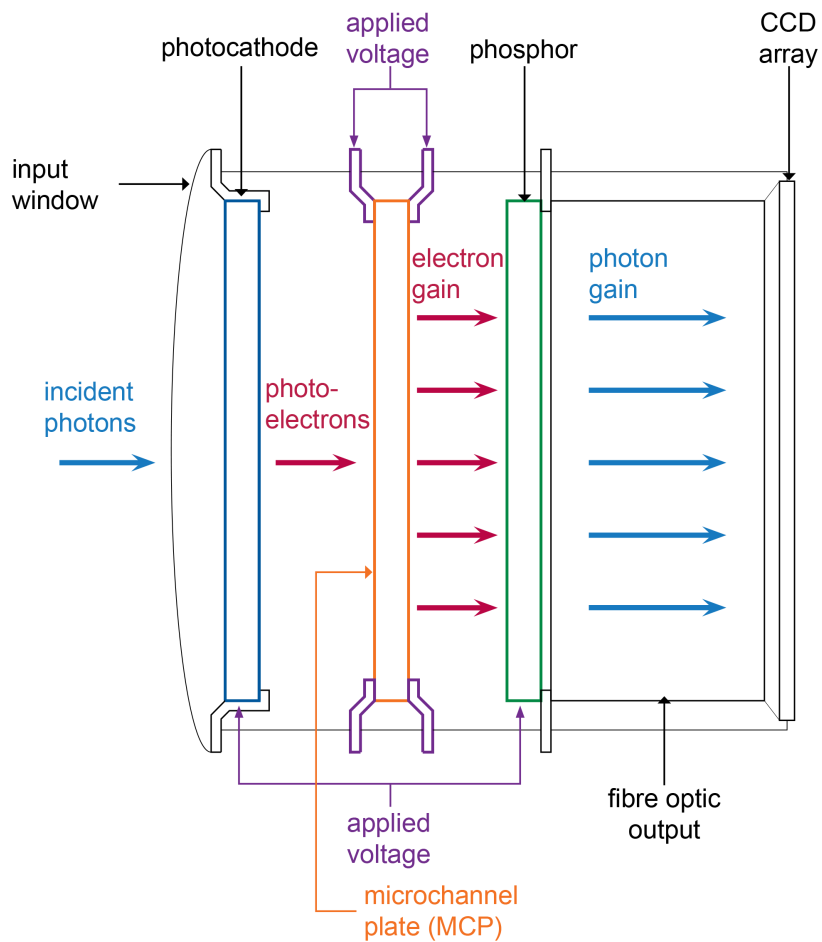 photocathode
applied
voltage
phosphor
CCD
array
input
window
electron
gain
photon
gain
incident
photons
photo-
electrons
applied
voltage
fibre optic
output
microchannel
plate (MCP)